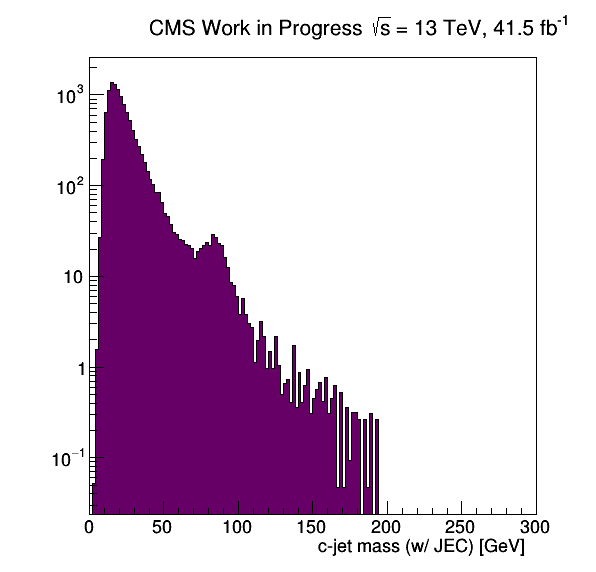 CMS Work in Progress √s = 13 TeV, 41.5 fb⁻¹
10³
10²
10
1
10⁻¹
0 50 100 150 200 250 300
c-jet mass (w/ JEC) [GeV]